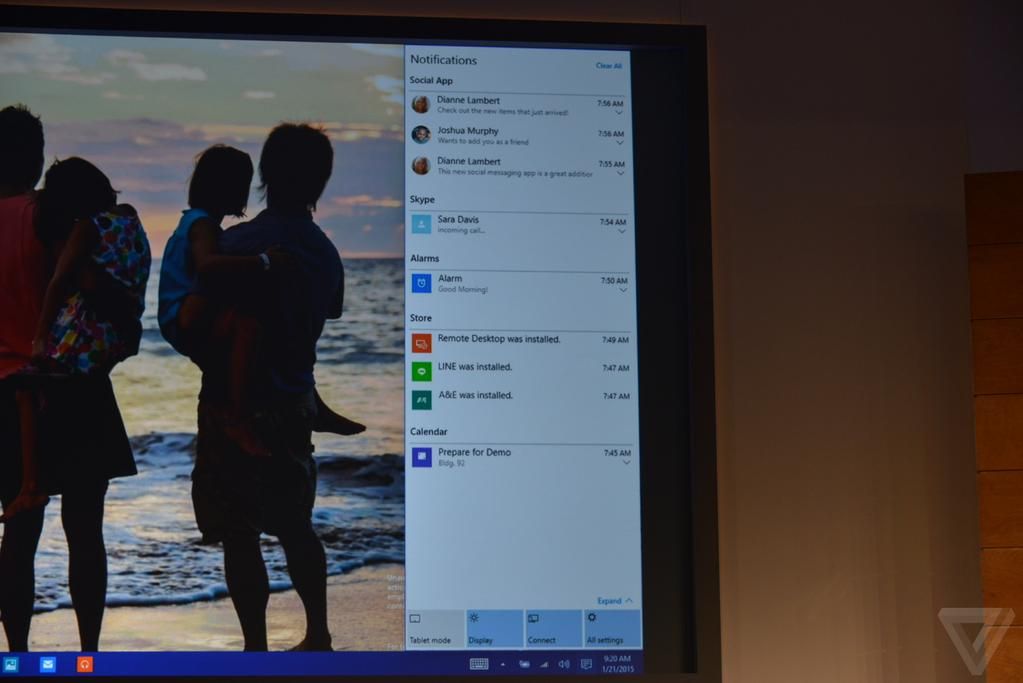 Notifications
Clear All
Social App
Dianne Lambert
7:56 AM
Check out the new items that just arrived!
Joshua Murphy
7:56 AM
Wants to add you as a friend
Dianne Lambert
7:55 AM
This new social messaging app is a great addition
Skype
Sara Davis
7:54 AM
incoming call...
Alarms
Alarm
7:50 AM
Good Morning!
Store
Remote Desktop was installed.
7:49 AM
LINE was installed.
7:47 AM
A&E was installed.
7:47 AM
Calendar
Prepare for Demo
7:45 AM
Bldg. 92
Expand
Tablet mode
Display
Connect
All settings
9:20 AM
1/21/2015